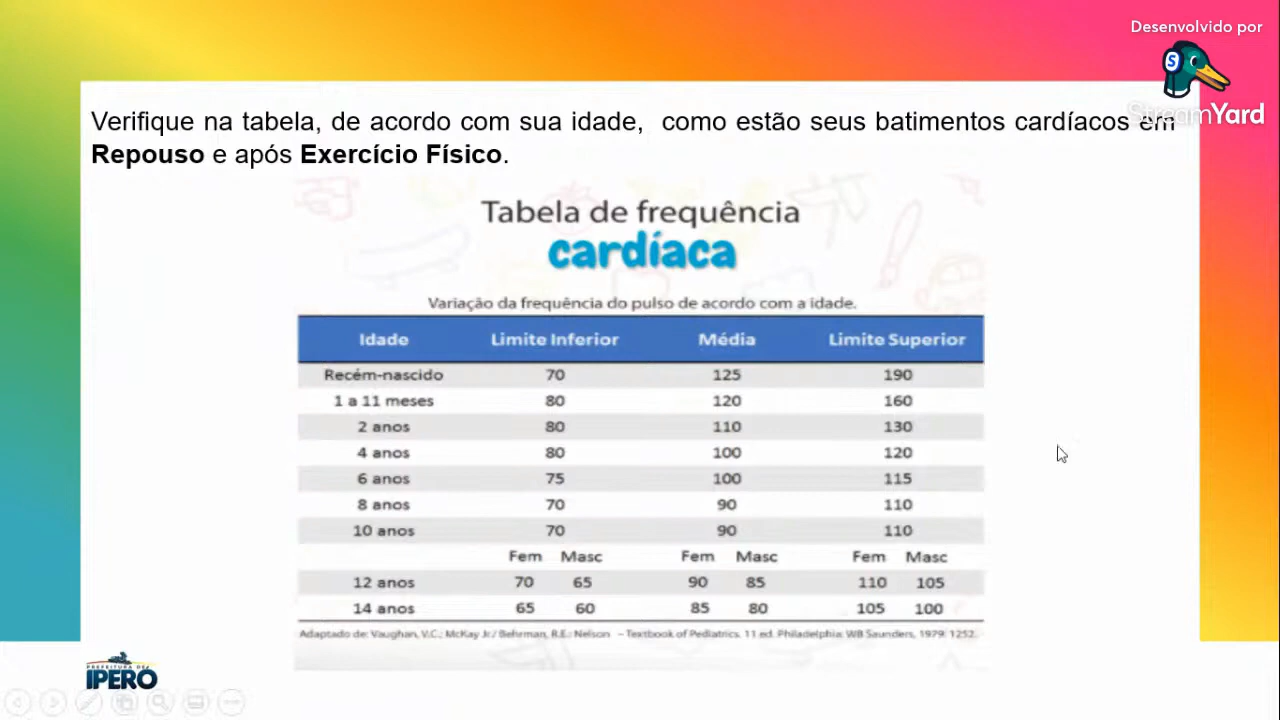 Desenvolvido por
S
StreamYard
Verifique na tabela, de acordo com sua idade, como estão seus batimentos cardíacos em
Repouso e após Exercício Físico.
Tabela de frequência
cardíaca
Variação da frequência do pulso de acordo com a idade.
Idade Limite Inferior Média Limite Superior
Recém-nascido 70 125 190
1 a 11 meses 80 120 160
2 anos 80 110 130
4 anos 80 100 120
6 anos 75 100 115
8 anos 70 90 110
10 anos 70 90 110
Fem Masc Fem Masc Fem Masc
12 anos 70 65 90 85 110 105
14 anos 65 60 85 80 105 100
Adaptado de: Vaughan, V.C.; McKay Jr./ Behrman, R.E.: Nelson – Textbook of Pediatrics. 11 ed. Philadelphia: WB Saunders, 1979: 1252.
PREFEITURA DE
IPERÓ